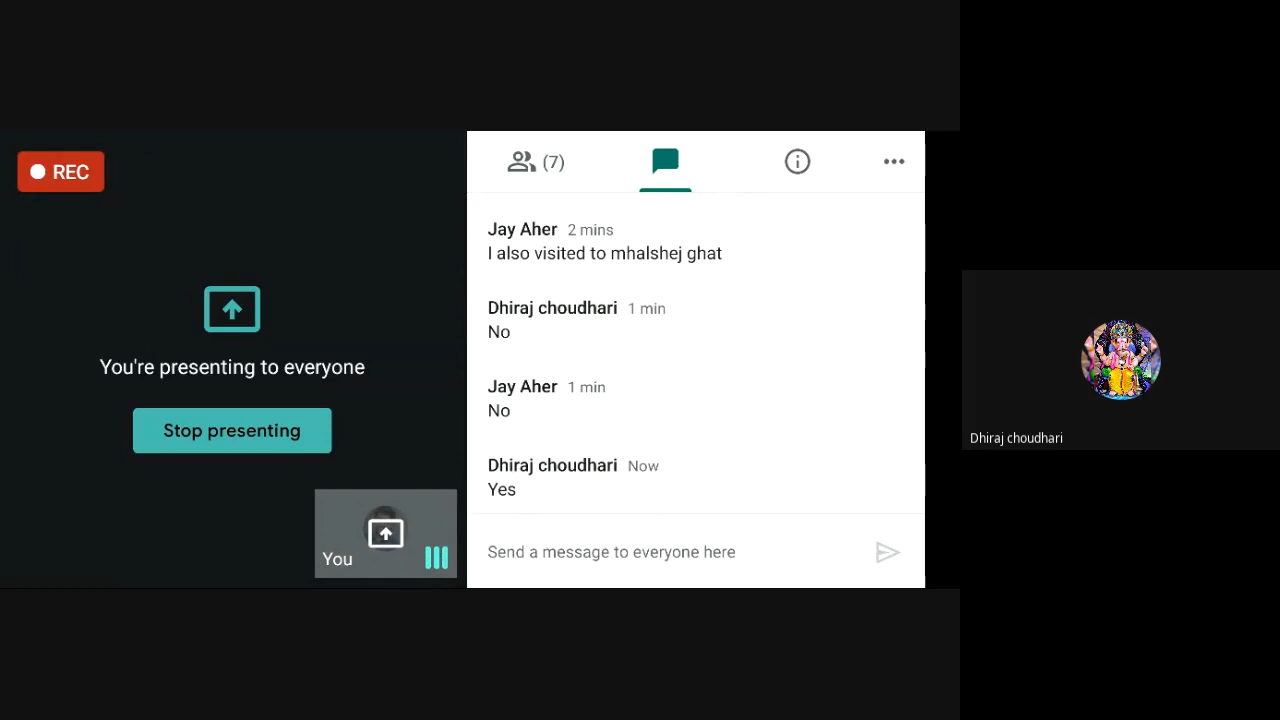 REC
You're presenting to everyone
Stop presenting
You
(7)
Jay Aher 2 mins
I also visited to mhalshej ghat
Dhiraj choudhari 1 min
No
Jay Aher 1 min
No
Dhiraj choudhari Now
Yes
Send a message to everyone here
Dhiraj choudhari